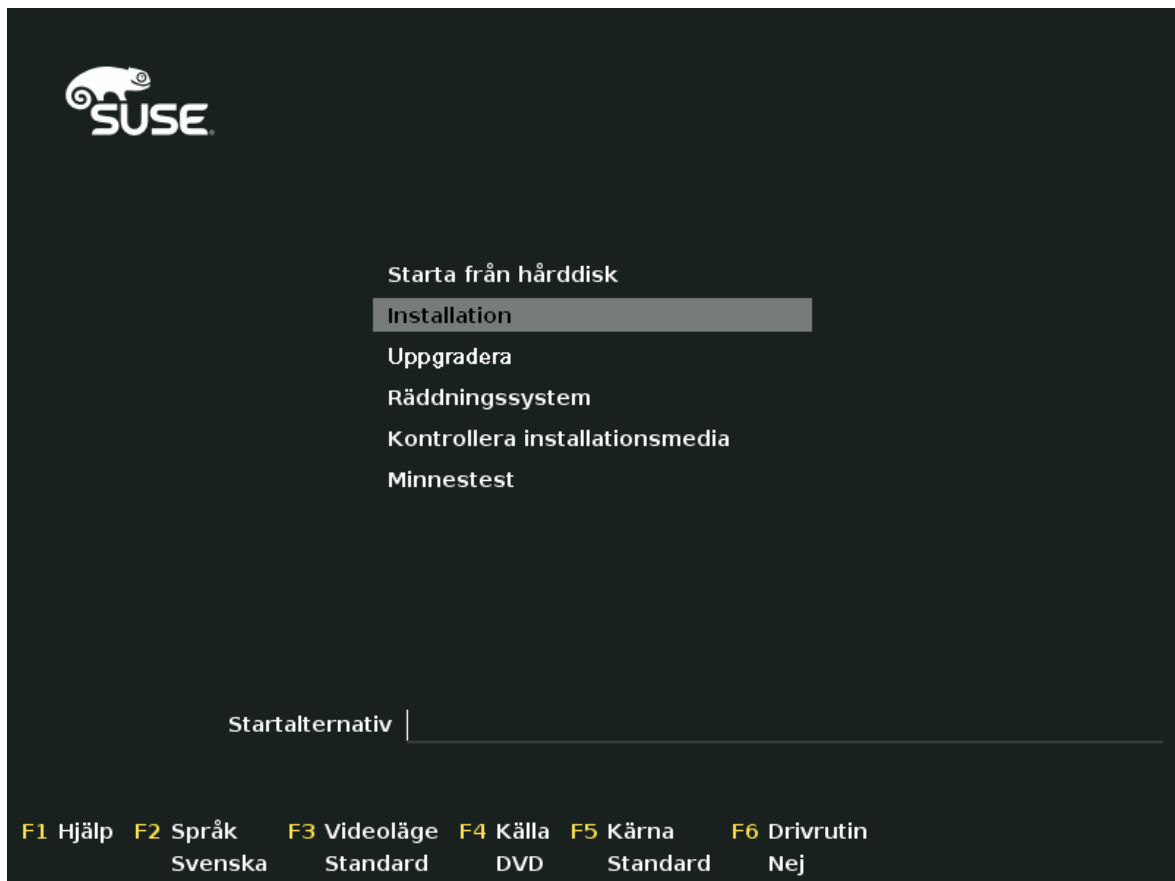 SUSE
Starta från hårddisk
Installation
Uppgradera
Räddningssystem
Kontrollera installationsmedia
Minnestest
Startalternativ
F1 Hjälp F2 Språk F3 Videoläge F4 Källa F5 Kärna F6 Drivrutin
Svenska Standard DVD Standard Nej